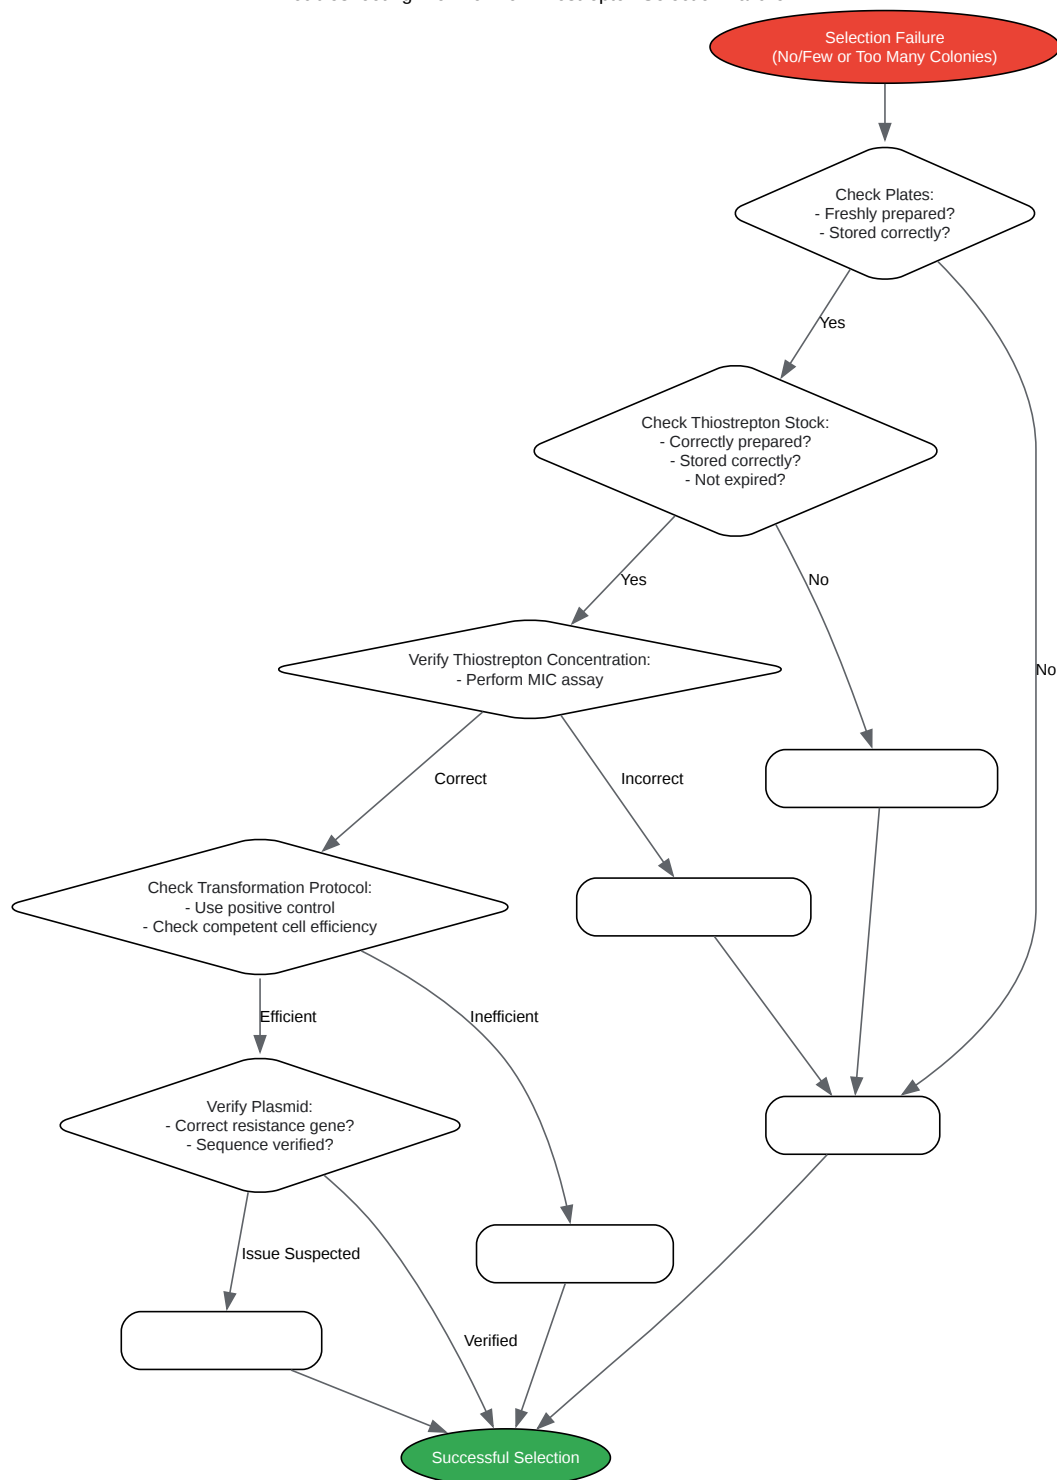 Selection Failure
(No/Few or Too Many Colonies)
Check Plates:
- Freshly prepared?
- Stored correctly?
Yes
Check Thiostrepton Stock:
- Correctly prepared?
- Stored correctly?
- Not expired?
Yes
No
Verify Thiostrepton Concentration:
- Perform MIC assay
No
Correct
Incorrect
Check Transformation Protocol:
- Use positive control
- Check competent cell efficiency
Efficient
Inefficient
Verify Plasmid:
- Correct resistance gene?
- Sequence verified?
Issue Suspected
Verified
Successful Selection